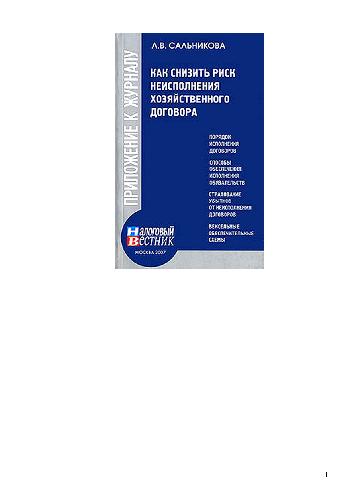 Л.В. САЛЬНИКОВА
КАК СНИЗИТЬ РИСК
НЕИСПОЛНЕНИЯ
ХОЗЯЙСТВЕННОГО
ДОГОВОРА
ПОРЯДОК
ИСПОЛНЕНИЯ
ДОГОВОРОВ
СПОСОБЫ
ОБЕСПЕЧЕНИЯ
ИСПОЛНЕНИЯ
ОБЯЗАТЕЛЬСТВ
СТРАХОВАНИЕ
УБЫТКОВ
ОТ НЕИСПОЛНЕНИЯ
ДОГОВОРОВ
ВЕКСЕЛЬНЫЕ
ОБЕСПЕЧИТЕЛЬНЫЕ
СХЕМЫ
ПРИЛОЖЕНИЕ К ЖУРНАЛУ
НАЛОГОВЫЙ
ВЕСТНИК
МОСКВА 2007
1